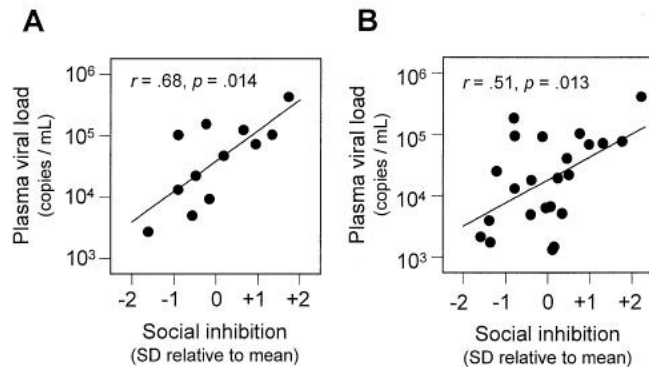 A
Plasma viral load
(copies / mL)
10⁶
10⁵
10⁴
10³
r = .68, p = .014
-2 -1 0 +1 +2
Social inhibition
(SD relative to mean)
B
Plasma viral load
(copies / mL)
10⁶
10⁵
10⁴
10³
r = .51, p = .013
-2 -1 0 +1 +2
Social inhibition
(SD relative to mean)